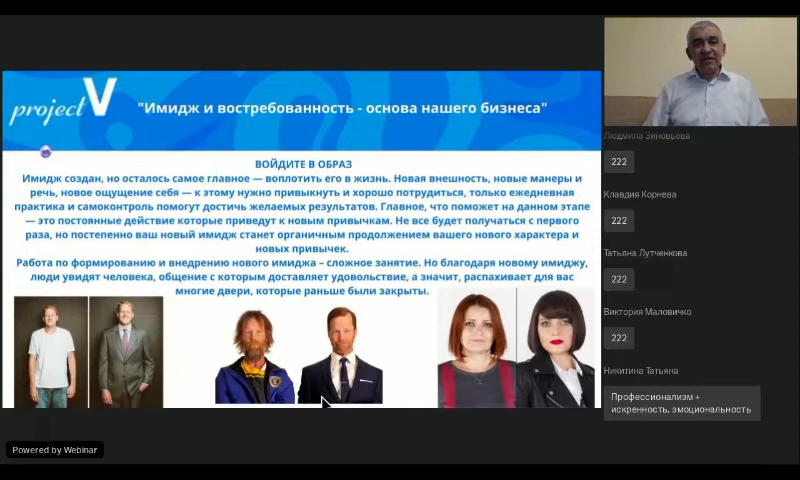 project V
"Имидж и востребованность - основа нашего бизнеса"
ВОЙДИТЕ В ОБРАЗ
Имидж создан, но осталось самое главное — воплотить его в жизнь. Новая внешность, новые манеры и
речь, новое ощущение себя — к этому нужно привыкнуть и хорошо потрудиться, только ежедневная
практика и самоконтроль помогут достичь желаемых результатов. Главное, что поможет на данном этапе
— это постоянные действие которые приведут к новым привычкам. Не все будет получаться с первого
раза, но постепенно ваш новый имидж станет органичным продолжением вашего нового характера и
новых привычек.
Работа по формированию и внедрению нового имиджа – сложное занятие. Но благодаря новому имиджу,
люди увидят человека, общение с которым доставляет удовольствие, а значит, распахивает для вас
многие двери, которые раньше были закрыты.
Людмила Зиновьева
222
Клавдия Корнева
222
Татьяна Лутченкова
222
Виктория Маловичко
222
Никитина Татьяна
Профессионализм +
искренность, эмоциональность
Powered by Webinar